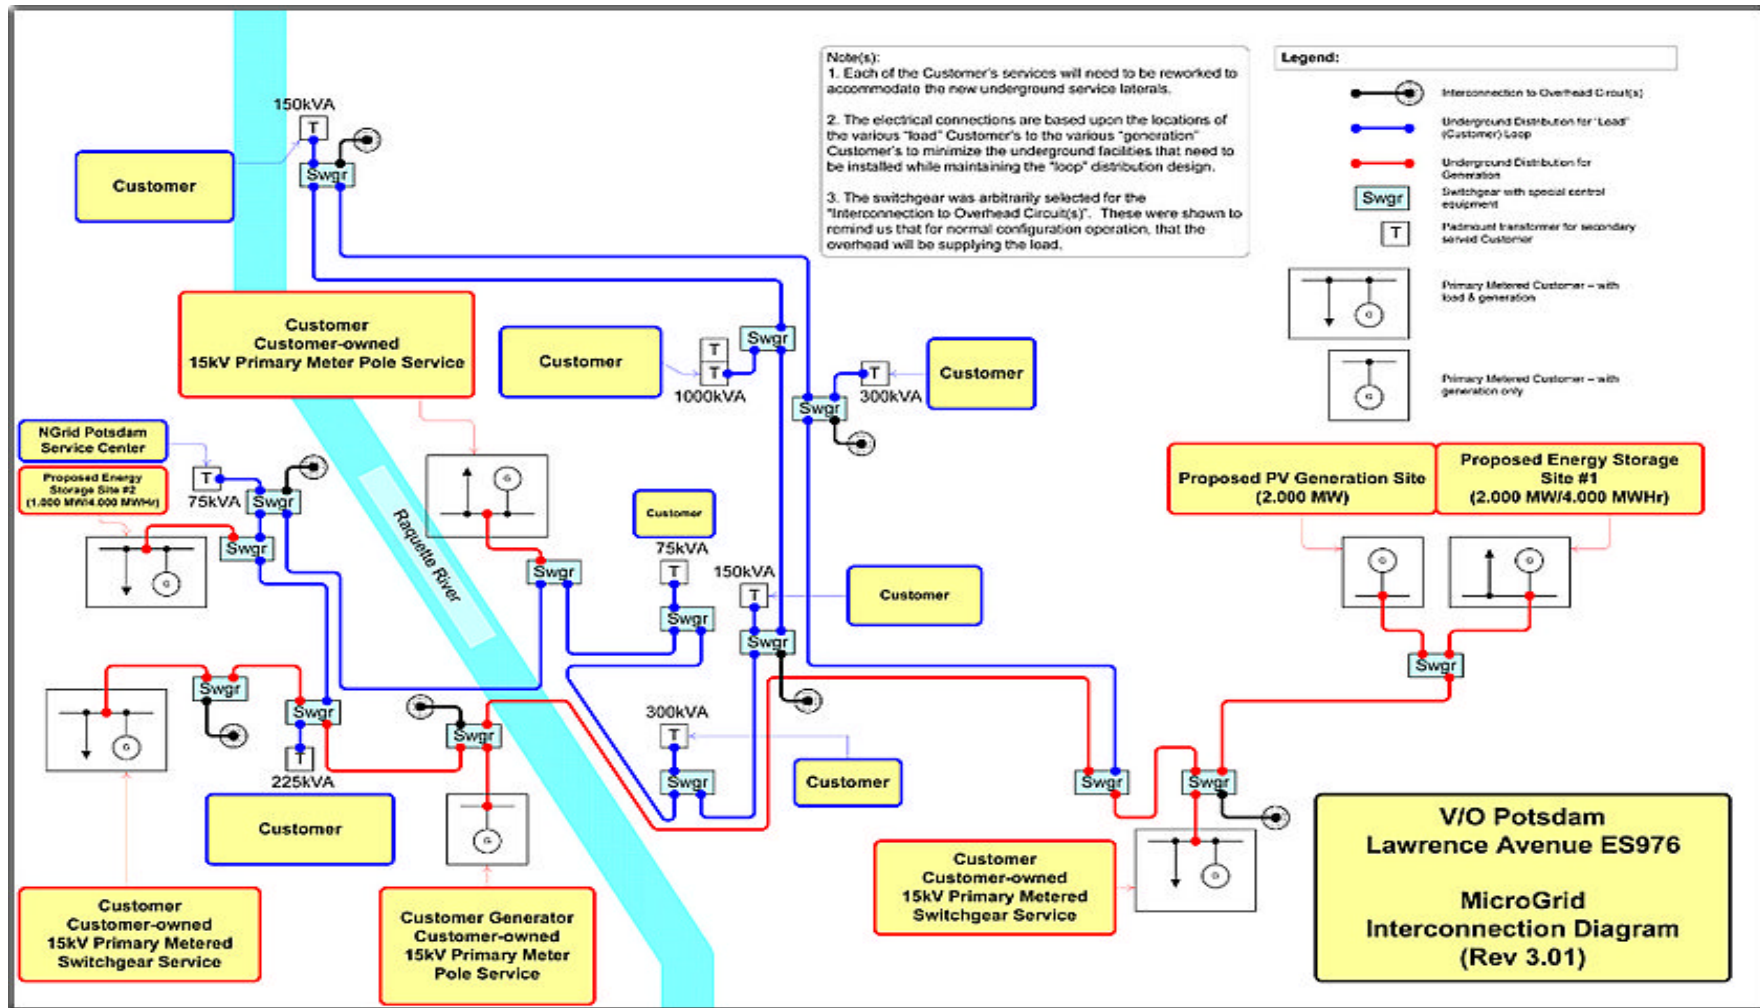 Note(s):
1. Each of the Customer's services will need to be reworked to
accommodate the new underground service laterals.
2. The electrical connections are based upon the locations of
the various "load" Customer's to the various "generation"
Customer's to minimize the underground facilities that need to
be installed while maintaining the "loop" distribution design.
3. The switchgear was arbitrarily selected for the
"Interconnection to Overhead Circuit(s)". These were shown to
remind us that for normal configuration operation, that the
overhead will be supplying the load.
Legend:
Interconnection to Overhead Circuit(s)
Underground Distribution for "Load"
(Customer) Loop
Underground Distribution for
Generation
Swgr
Switchgear with special control
equipment
T
Padmount transformer for secondary
served Customer
G
Primary Metered Customer – with
load & generation
G
Primary Metered Customer – with
generation only
150kVA
T
Swgr
Customer
Customer
Customer-owned
15kV Primary Meter Pole Service
Customer
T
T
1000kVA
Swgr
Swgr
T
300kVA
Customer
NGrid Potsdam
Service Center
T
75kVA
Swgr
Proposed Energy
Storage Site #2
(1.000 MW/4.000 MWHr)
Swgr
G
G
Raquette River
Swgr
Customer
75kVA
T
Swgr
150kVA
T
Swgr
Customer
Proposed PV Generation Site
(2.000 MW)
Proposed Energy Storage
Site #1
(2.000 MW/4.000 MWHr)
G
G
Swgr
G
Swgr
Swgr
T
225kVA
Customer
Swgr
G
300kVA
T
Swgr
Customer
Swgr
Swgr
G
Customer
Customer-owned
15kV Primary Metered
Switchgear Service
Customer Generator
Customer-owned
15kV Primary Meter
Pole Service
Customer
Customer-owned
15kV Primary Metered
Switchgear Service
V/O Potsdam
Lawrence Avenue ES976
MicroGrid
Interconnection Diagram
(Rev 3.01)